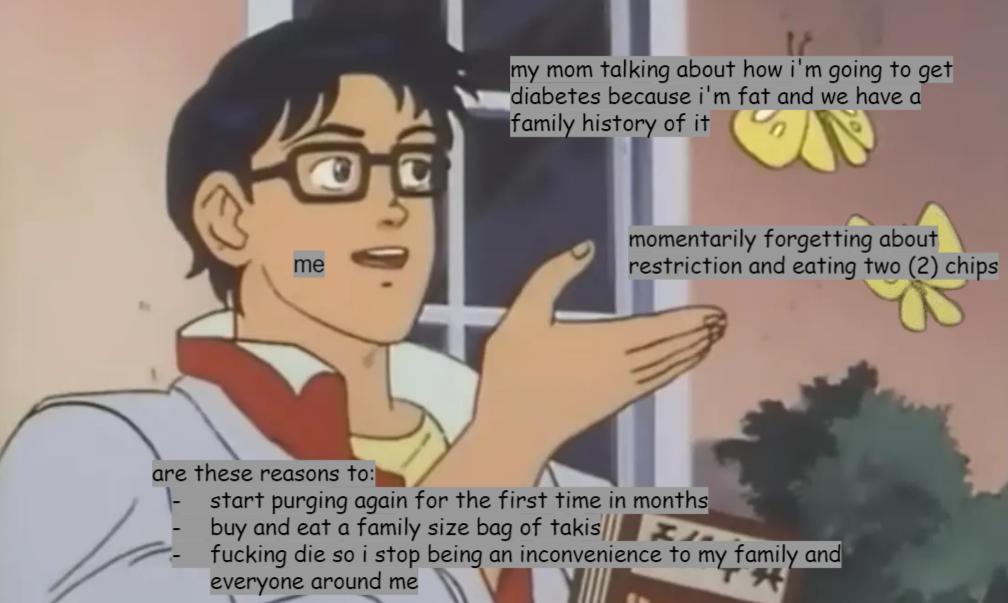 my mom talking about how i'm going to get
diabetes because i'm fat and we have a
family history of it
momentarily forgetting about
restriction and eating two (2) chips
me
are these reasons to:
- start purging again for the first time in months
- buy and eat a family size bag of takis
- fucking die so i stop being an inconvenience to my family and
everyone around me